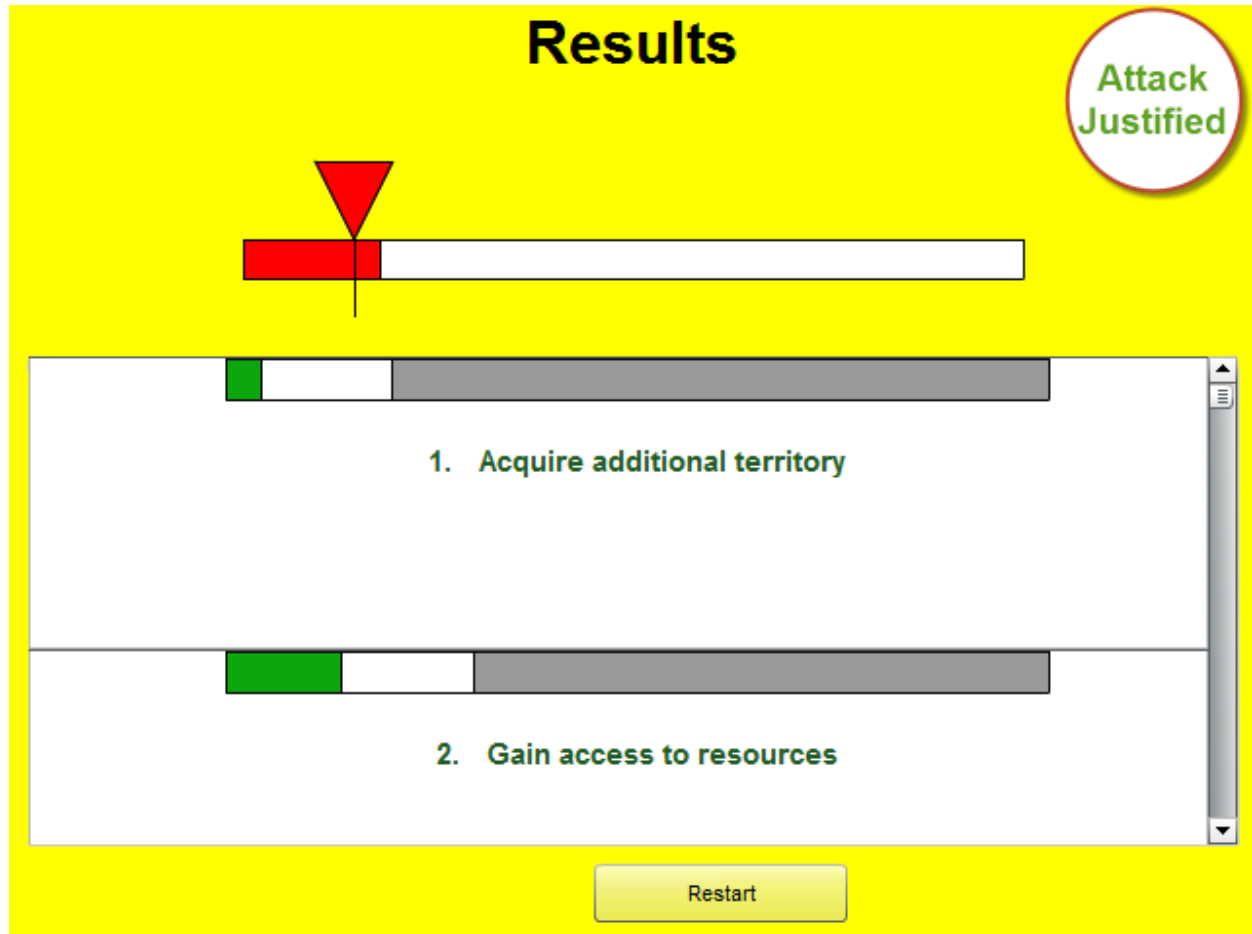 Results
Attack
Justified
1. Acquire additional territory
2. Gain access to resources
Restart